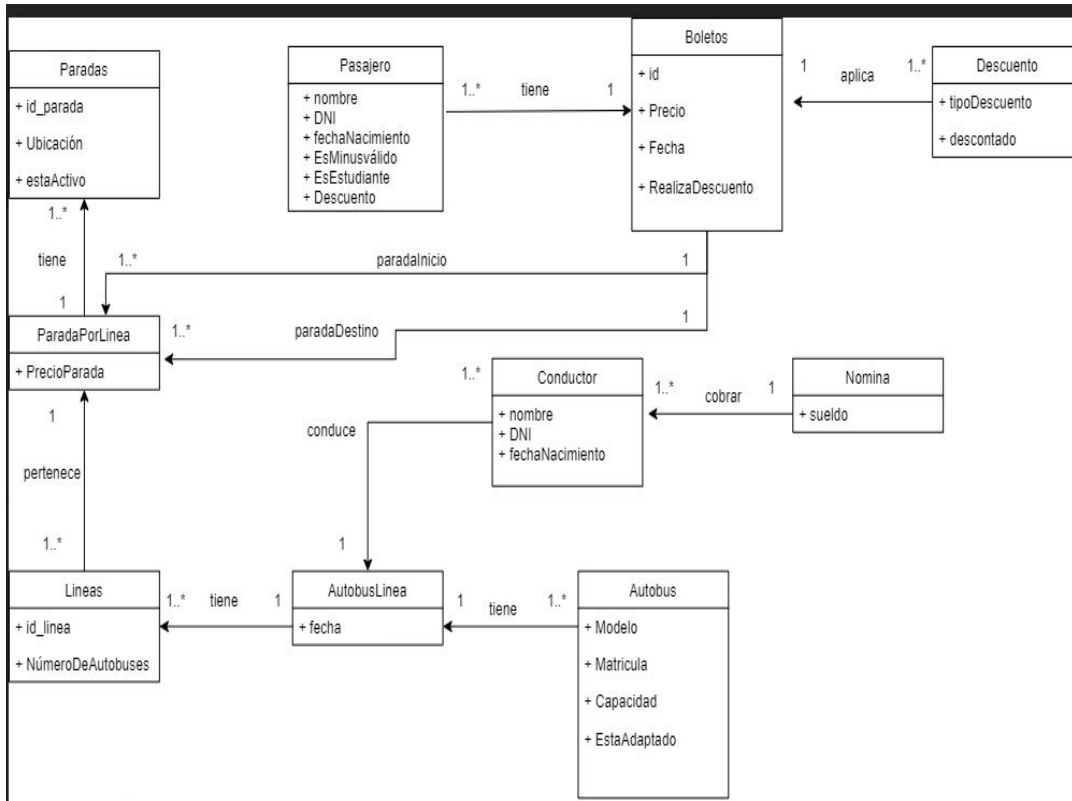 Paradas
+ id_parada
+ Ubicación
+ estaActivo
Pasajero
+ nombre
+ DNI
+ fechaNacimiento
+ EsMinusválido
+ EsEstudiante
+ Descuento
1..* tiene 1
Boletos
+ id
+ Precio
+ Fecha
+ RealizaDescuento
1 aplica 1..*
Descuento
+ tipoDescuento
+ descontado
1..*
tiene
1
1..* paradaInicio 1
ParadaPorLinea
+ PrecioParada
1..* paradaDestino 1
1
pertenece
1..*
1..*
conduce
1
Conductor
+ nombre
+ DNI
+ fechaNacimiento
1..* cobrar 1
Nomina
+ sueldo
Lineas
+ id_linea
+ NúmeroDeAutobuses
1..* tiene 1
AutobusLinea
+ fecha
1 tiene 1..*
Autobus
+ Modelo
+ Matricula
+ Capacidad
+ EstaAdaptado